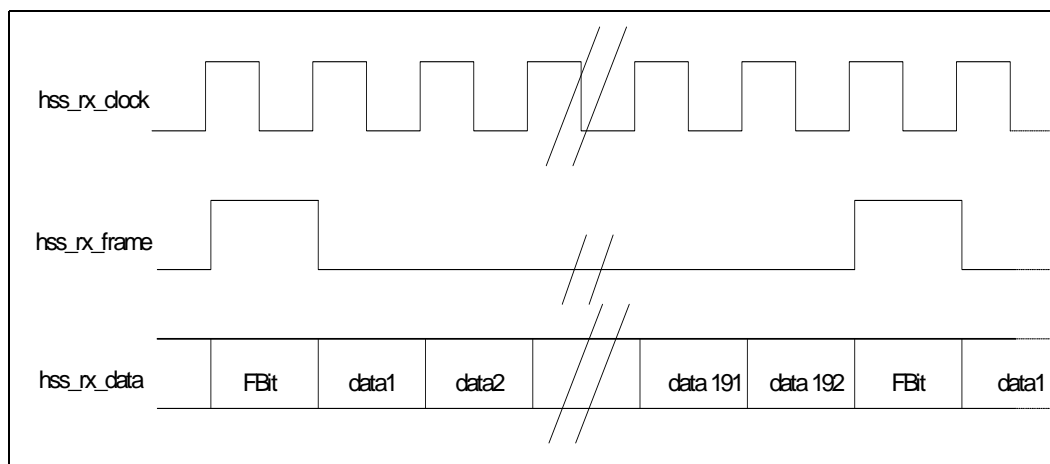 hss_rx_clock
hss_rx_frame
hss_rx_data
FBit data1 data2 data 191 data 192 FBit data1